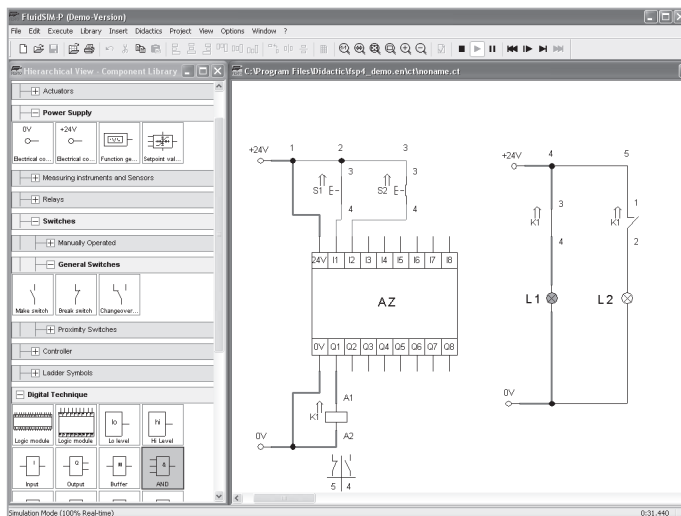 FluidSIM-P (Demo-Version)
File Edit Execute Library Insert Didactics Project View Options Window ?
Hierarchical View - Component Library
C:\Program Files\Didactic\fsp4_demo.en\ct\noname.ct
Actuators
Power Supply
0V +24V
Electrical co... Electrical co... Function ge... Setpoint val...
Measuring instruments and Sensors
Relays
Switches
Manually Operated
General Switches
Make switch Break switch Changeover...
Proximity Switches
Controller
Ladder Symbols
Digital Technique
lo hi
Logic module Logic module Lo level Hi Level
1 Q & 
Input Output Buffer AND
+24V 1 2 3
3 3
S1 S2
4 4
24V I1 I2 I3 I4 I5 I6 I7 I8
AZ
0V Q1 Q2 Q3 Q4 Q5 Q6 Q7 Q8
A1
K1
A2
0V
5 4
+24V 4 5
3 1
K1 K1
4 2
L1 L2
0V
Simulation Mode (100% Real-time) 0:31.440